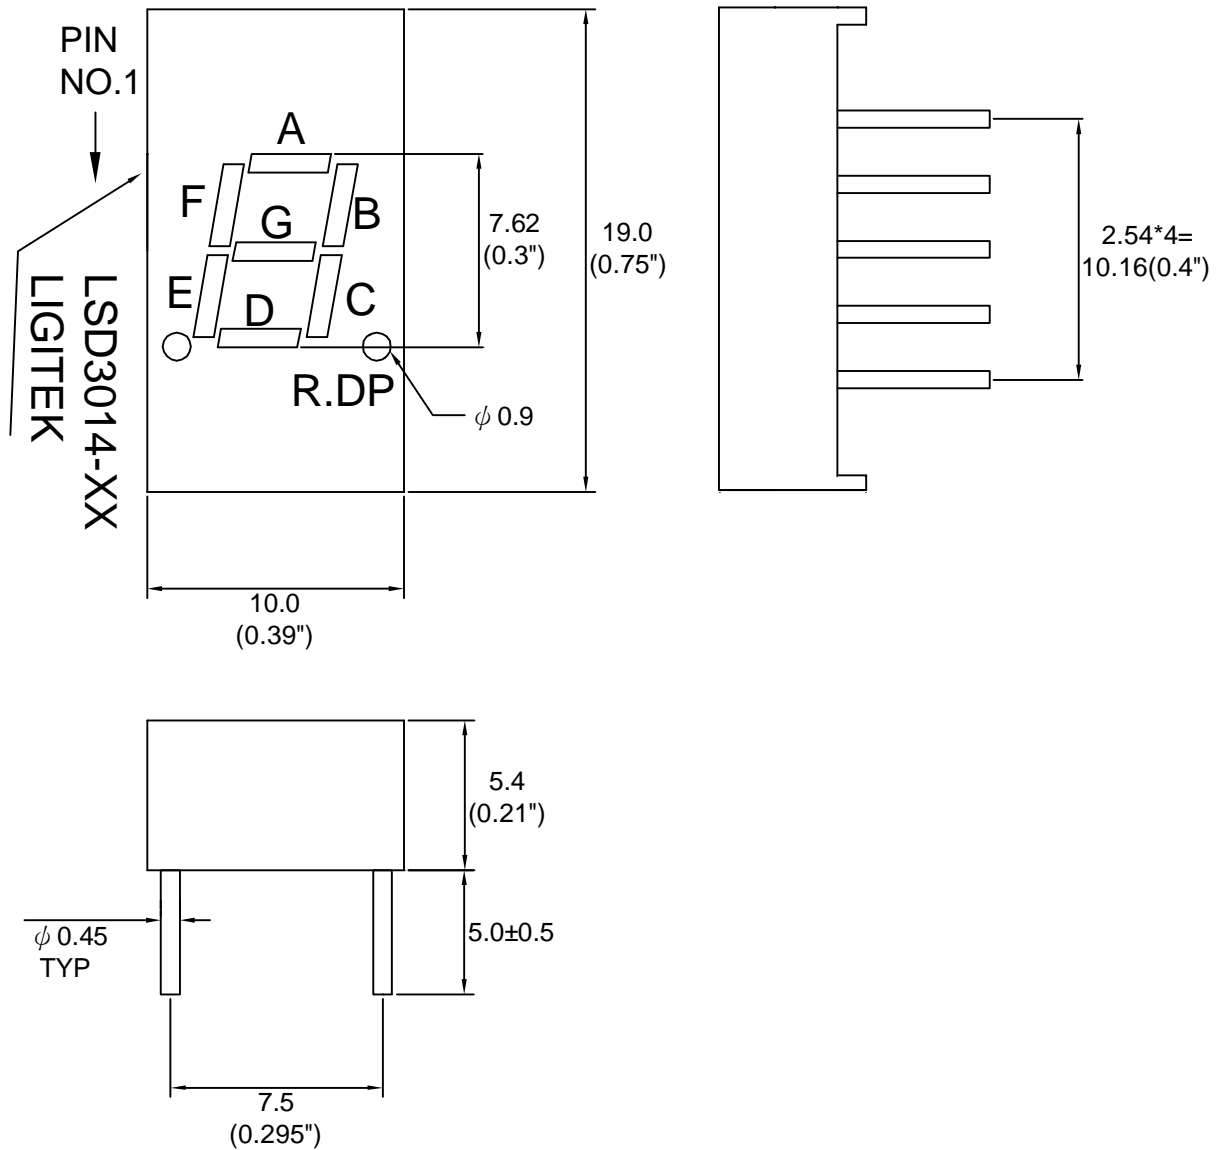 PIN
NO.1
A
F
B
G
E
D
C
R.DP
7.62
(0.3")
19.0
(0.75")
ψ 0.9
LSD3014-XX
LIGITEK
10.0
(0.39")
2.54*4=
10.16(0.4")
5.4
(0.21")
5.0±0.5
ψ 0.45
TYP
7.5
(0.295")